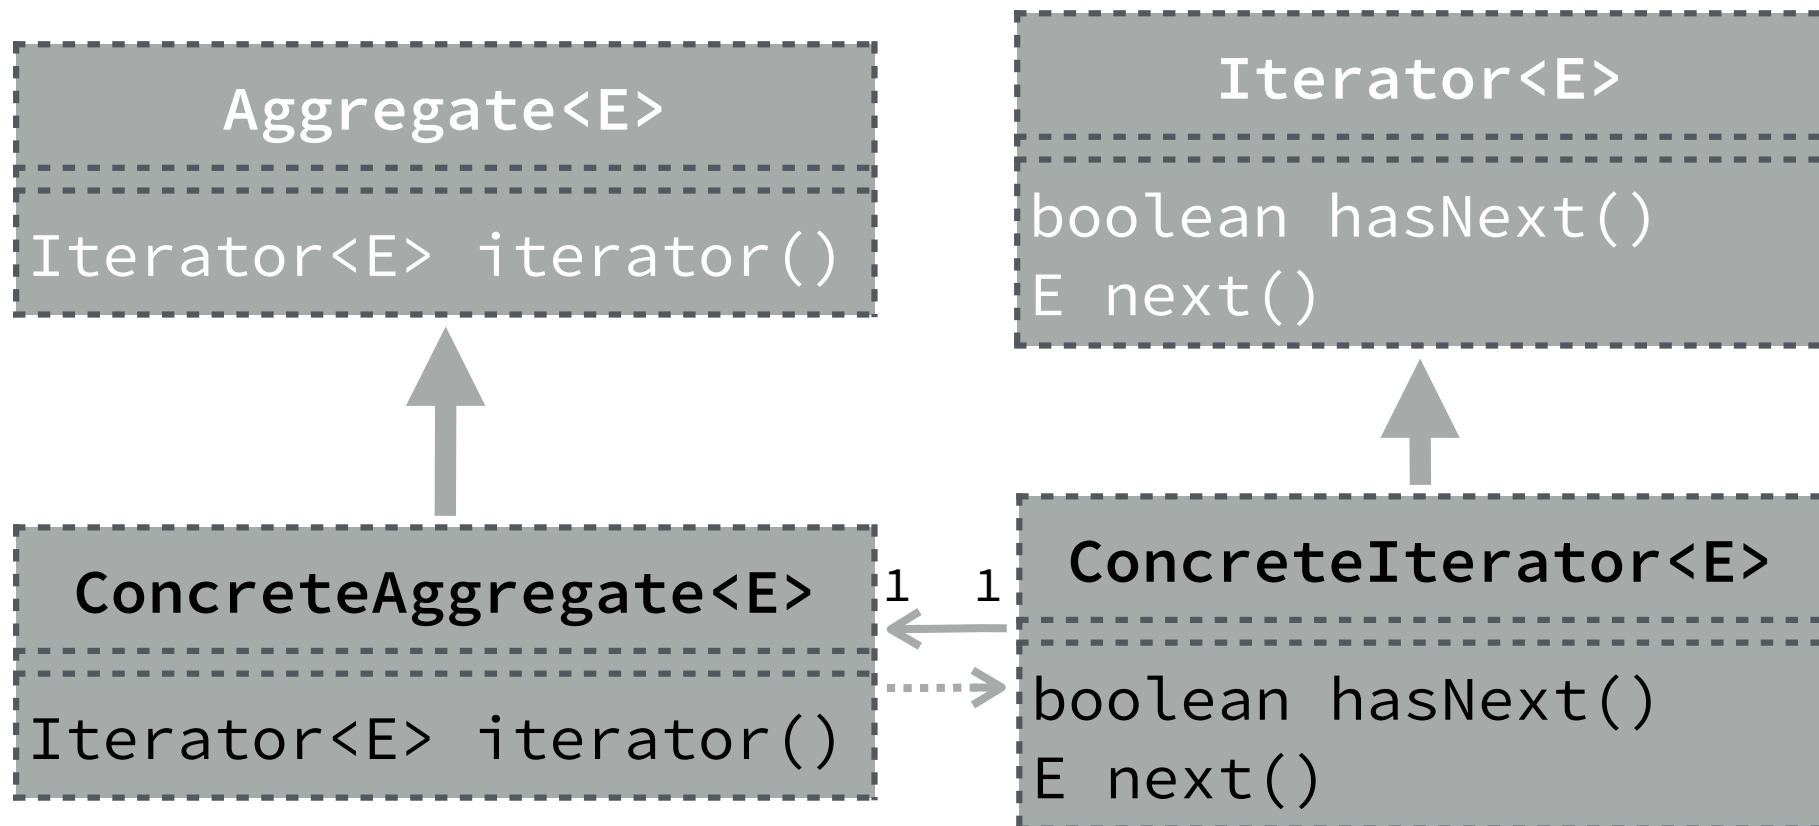 Aggregate<E>
Iterator<E> iterator()
Iterator<E>
boolean hasNext()
E next()
ConcreteAggregate<E>
Iterator<E> iterator()
1 1
ConcreteIterator<E>
boolean hasNext()
E next()